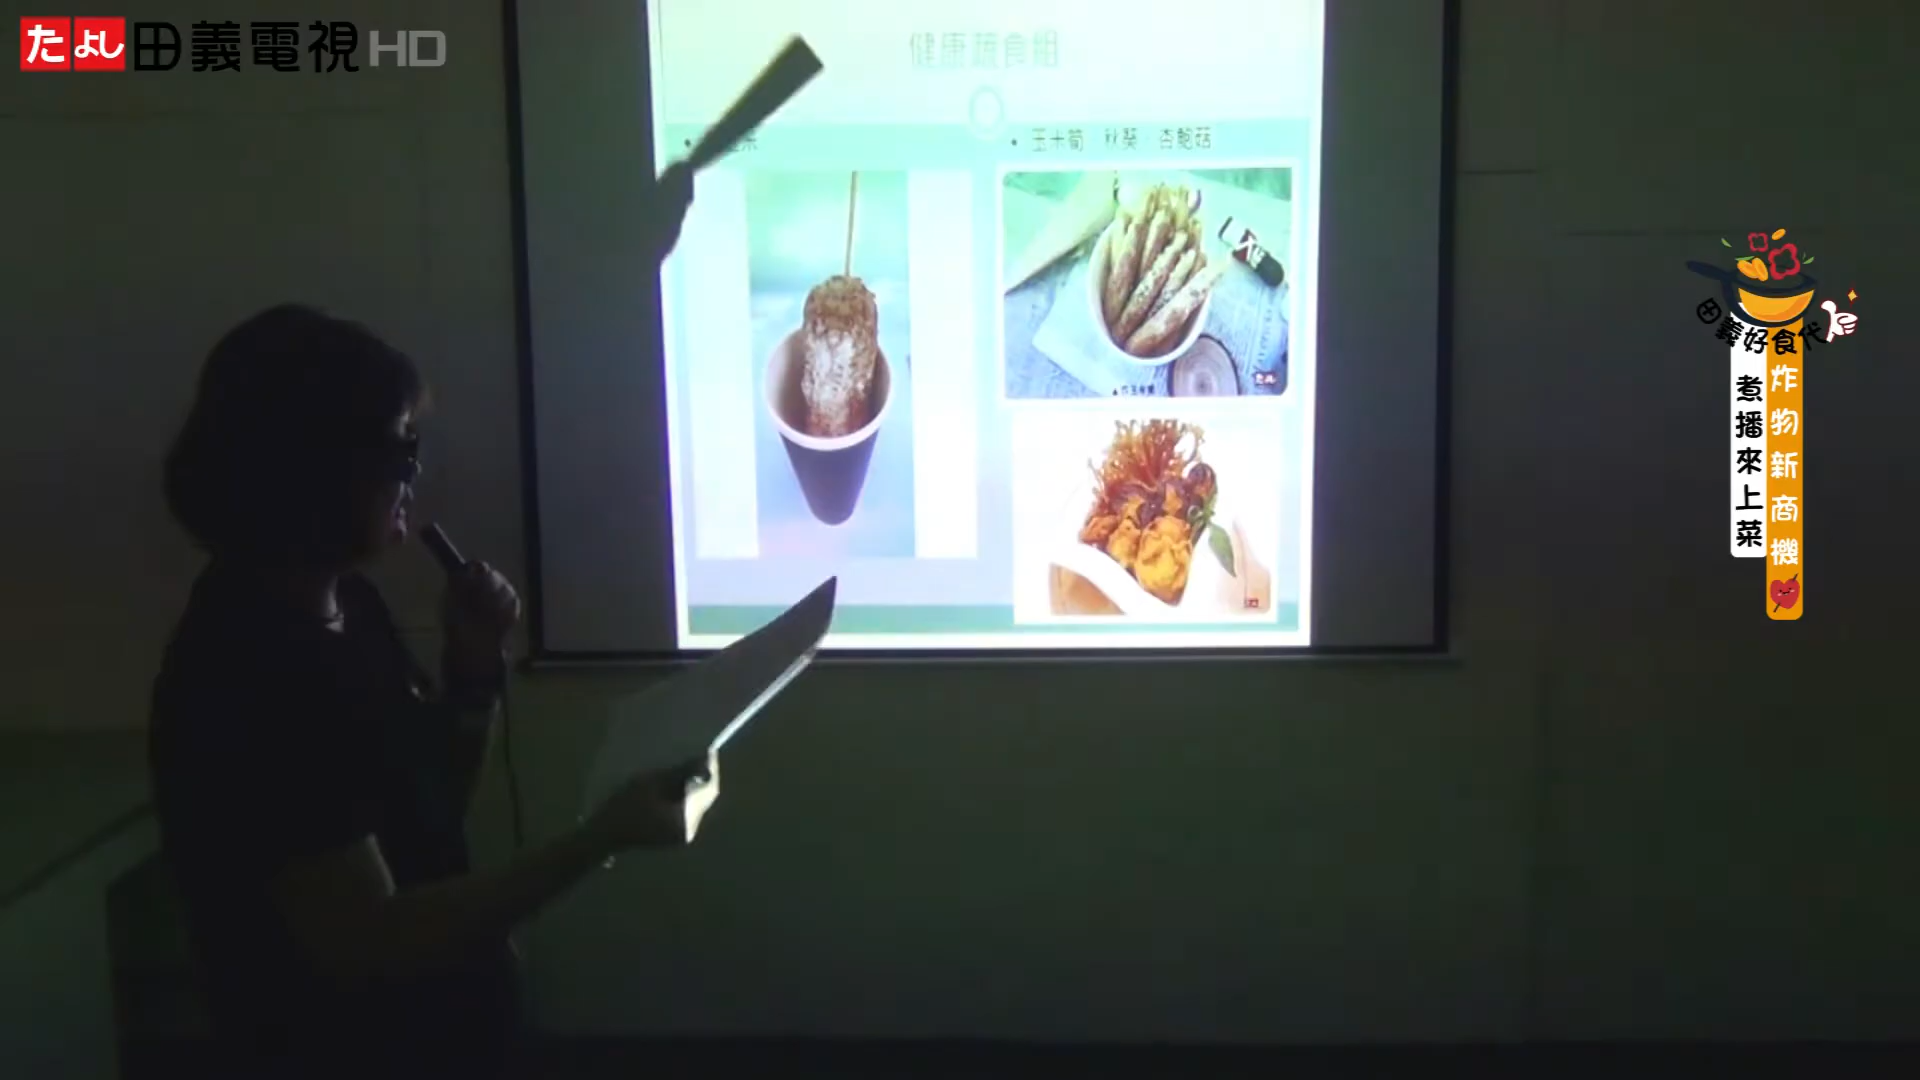 たよし田義電視HD
健康蔬食組
玉米筍 秋葵 杏鮑菇
田義好食代
煮播來上菜
炸物新商機